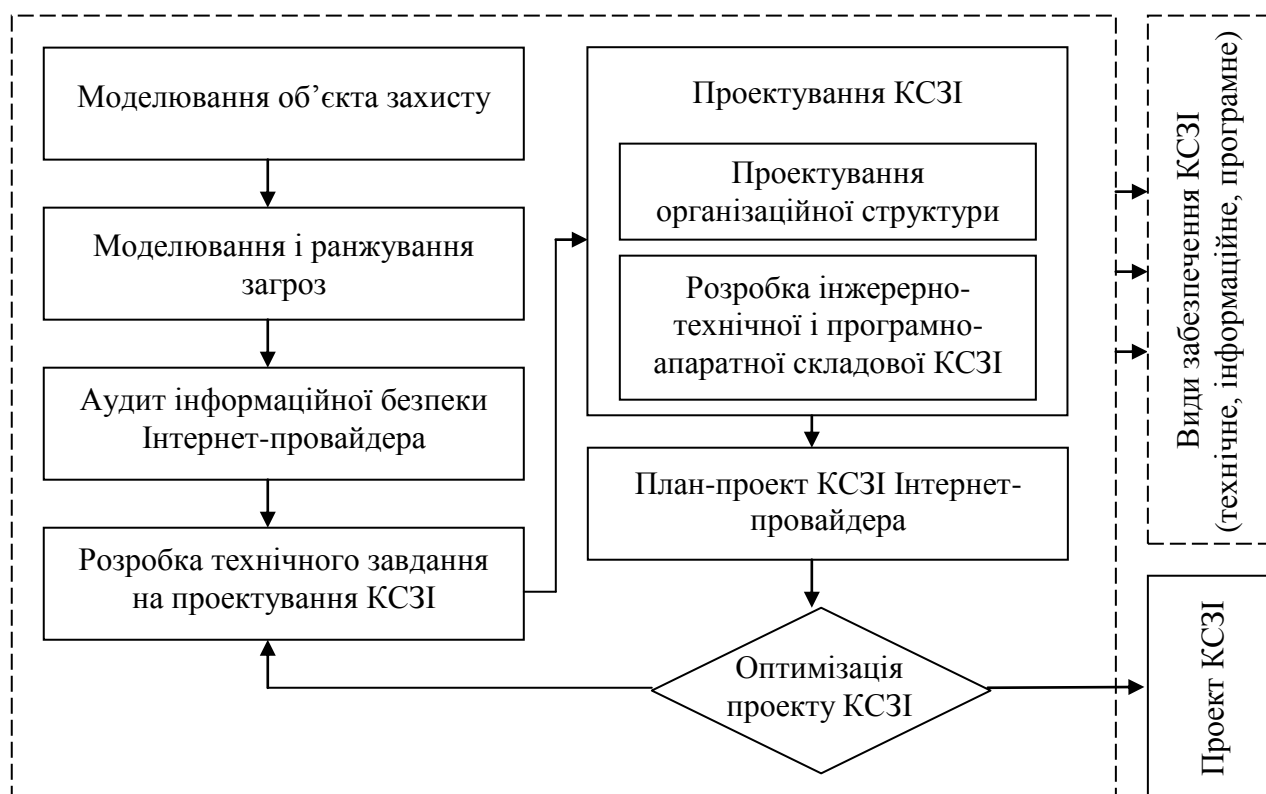 Моделювання об’єкта захисту
Моделювання і ранжування
загроз
Аудит інформаційної безпеки
Інтернет-провайдера
Розробка технічного завдання
на проектування КСЗІ
Проектування КСЗІ
Проектування
організаційної структури
Розробка інжерерно-
технічної і програмно-
апаратної складової КСЗІ
План-проект КСЗІ Інтернет-
провайдера
Оптимізація
проекту КСЗІ
Види забезпечення КСЗІ
(технічне, інформаційне, програмне)
Проект КСЗІ